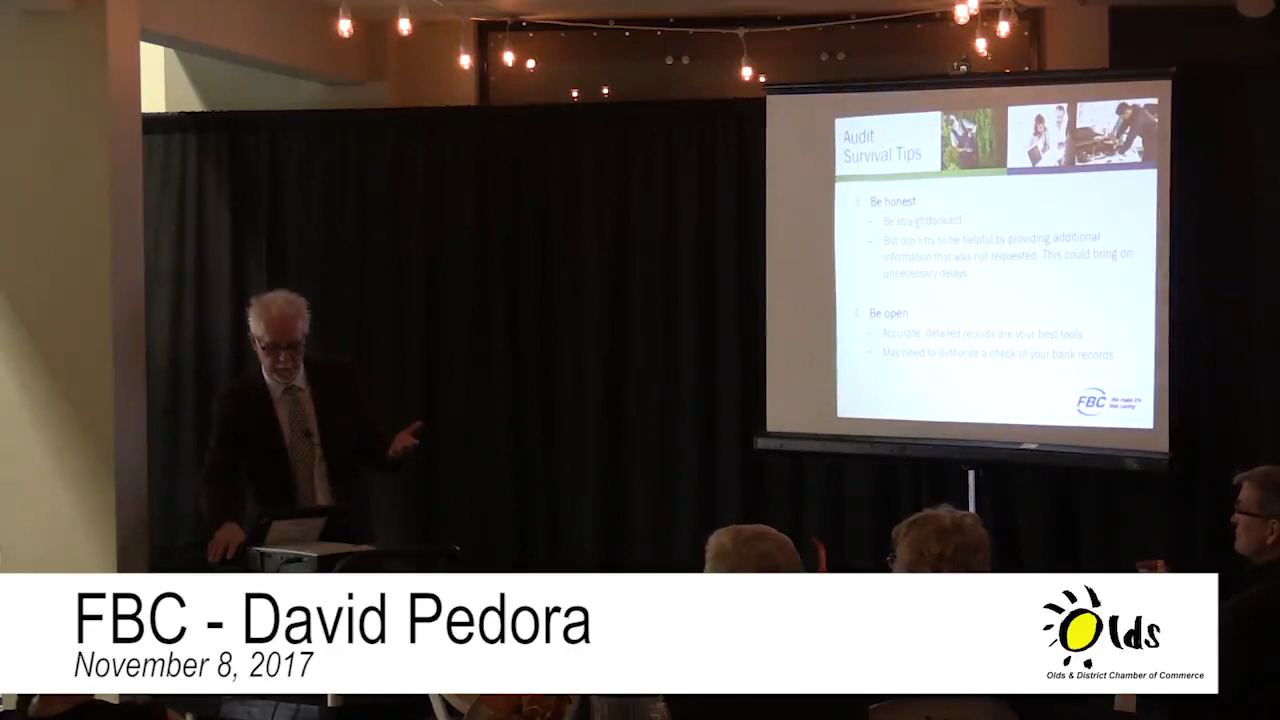 Audit
Survival Tips
3. Be honest
– Be straightforward
– But don't try to be helpful by providing additional
information that was not requested. This could bring on
unnecessary delays.
4. Be open
– Accurate, detailed records are your best tools
– May need to authorize a check of your bank records
FBC
FBC - David Pedora
November 8, 2017
Olds
Olds & District Chamber of Commerce